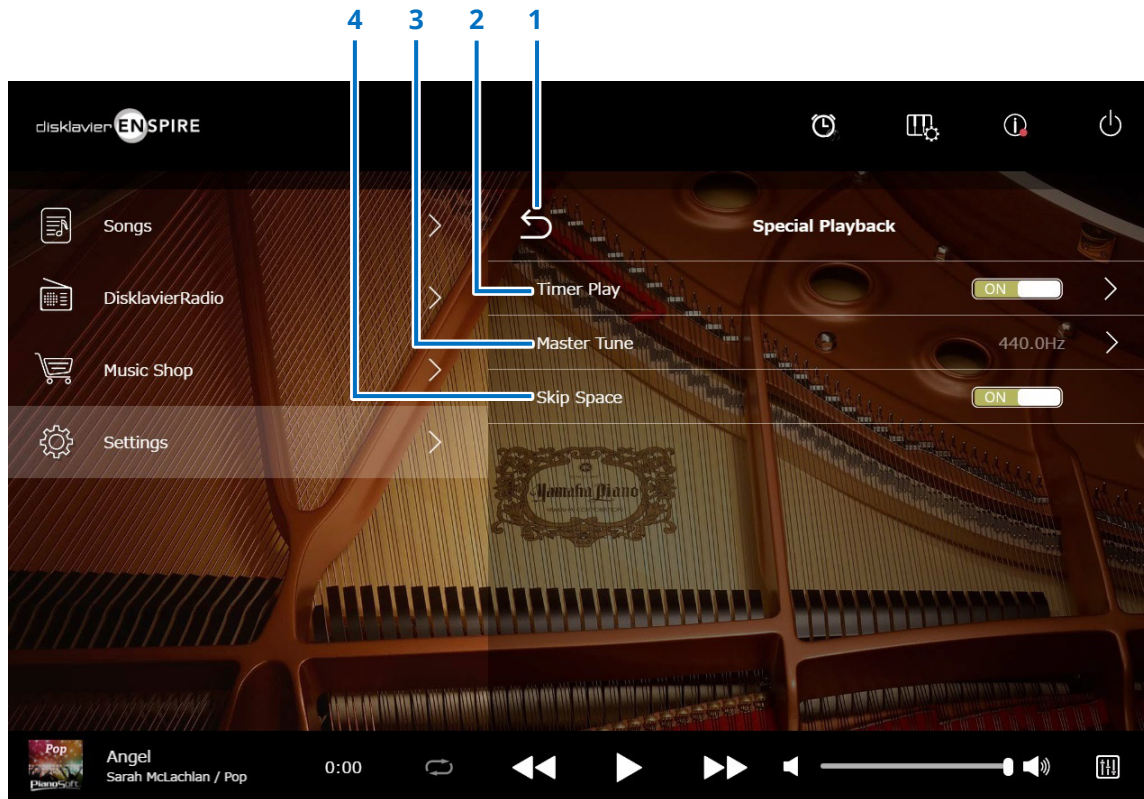 4 3 2 1
disklavier ENSPIRE
Songs
Special Playback
DisklavierRadio
Timer Play ON
Master Tune 440.0Hz
Music Shop
Skip Space ON
Settings
Yamaha Piano
Pop
PianoSoft
Angel
Sarah McLachlan / Pop
0:00